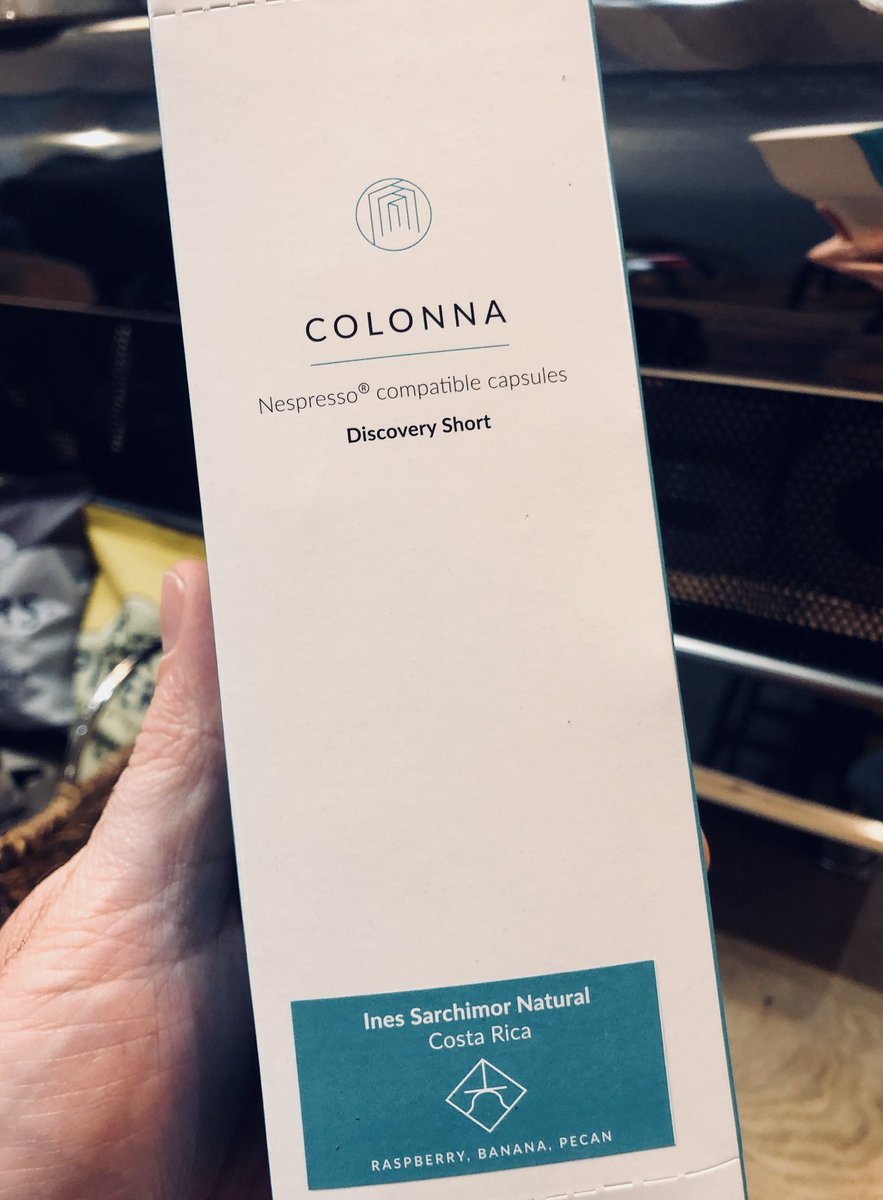 COLONNA
Nespresso® compatible capsules
Discovery Short
Ines Sarchimor Natural
Costa Rica
RASPBERRY, BANANA, PECAN